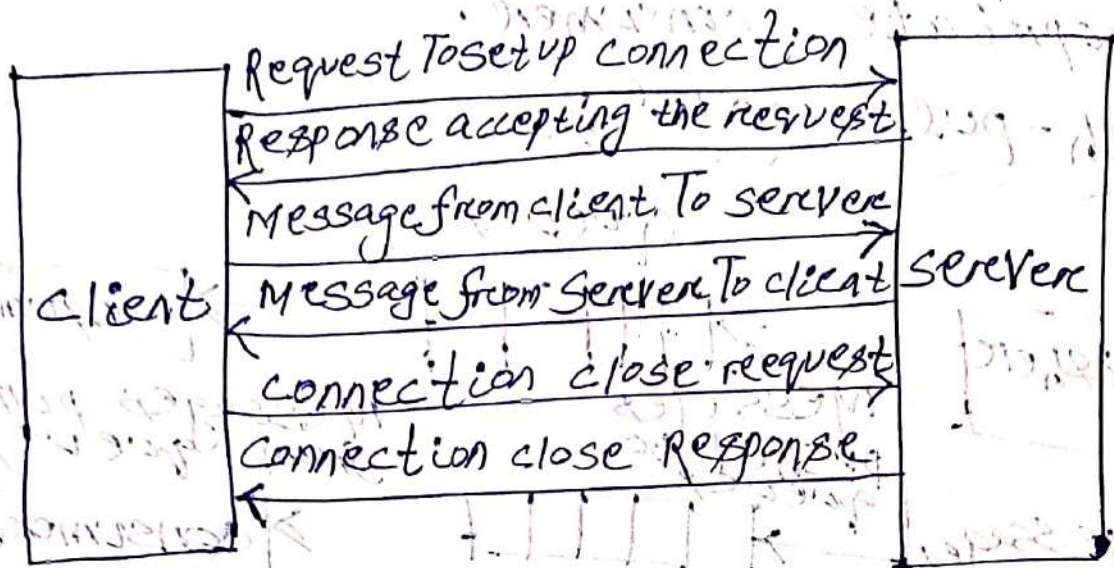 Request To setup connection
Response accepting the request
Message from client To server
Client
Message from Server To client
Server
connection close request
connection close Response